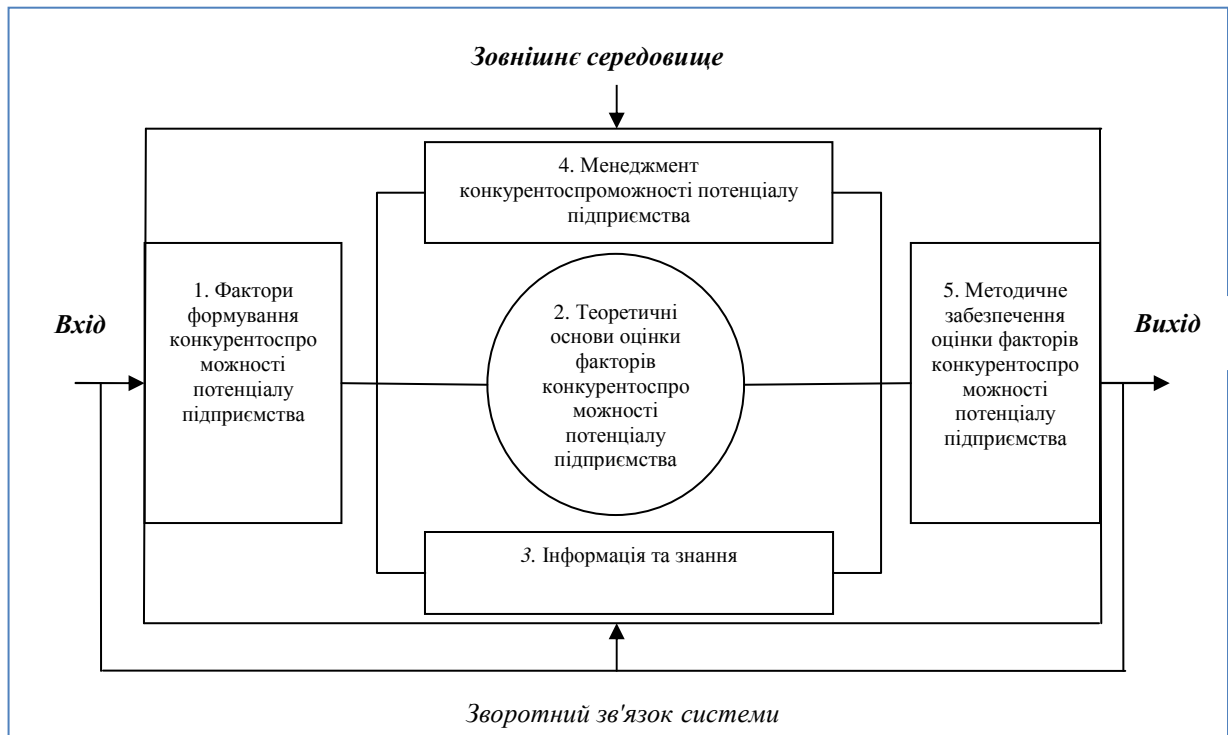 Зовнішнє середовище
4. Менеджмент
конкурентоспроможності потенціалу
підприємства
Вхід
1. Фактори
формування
конкурентоспро
можності
потенціалу
підприємства
2. Теоретичні
основи оцінки
факторів
конкурентоспро
можності
потенціалу
підприємства
5. Методичне
забезпечення
оцінки факторів
конкурентоспро
можності
потенціалу
підприємства
Вихід
3. Інформація та знання
Зворотний зв'язок системи